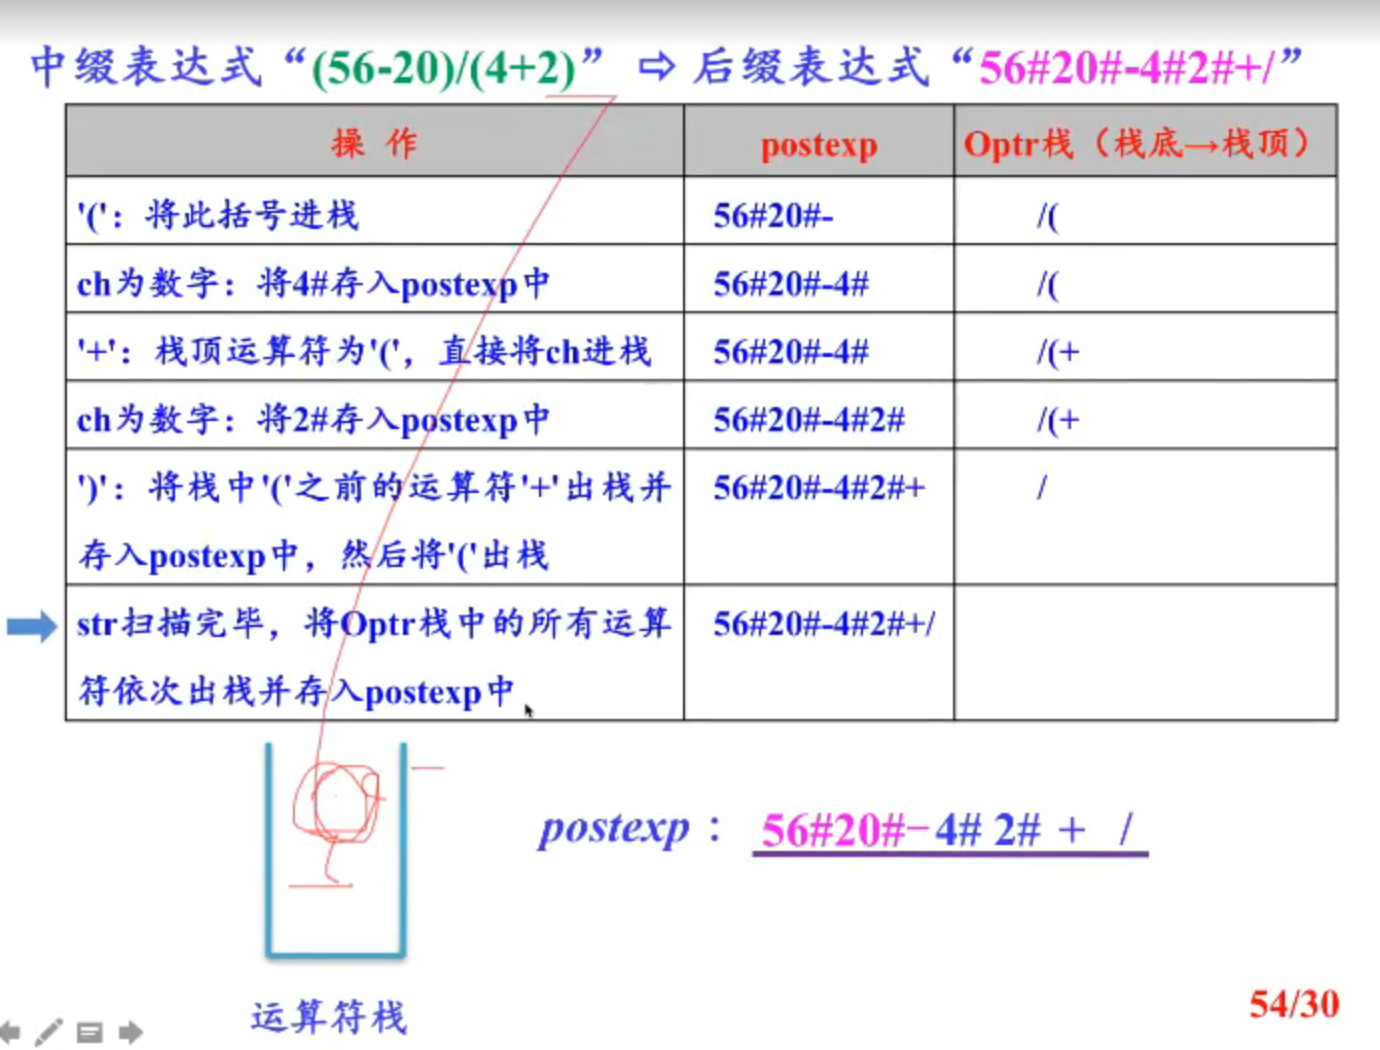 中缀表达式“(56-20)/(4+2)” ⇨ 后缀表达式“56#20#-4#2#+/”
操 作 postexp Optr栈（栈底→栈顶）
'('：将此括号进栈 56#20#- /(
ch为数字：将4#存入postexp中 56#20#-4# /(
'+'：栈顶运算符为'('，直接将ch进栈 56#20#-4# /(+
ch为数字：将2#存入postexp中 56#20#-4#2# /(+
')'：将栈中'('之前的运算符'+'出栈并 56#20#-4#2#+ /
存入postexp中，然后将'('出栈
str扫描完毕，将Optr栈中的所有运算 56#20#-4#2#+/
符依次出栈并存入postexp中
postexp： 56#20#−4# 2# + /
运算符栈
54/30